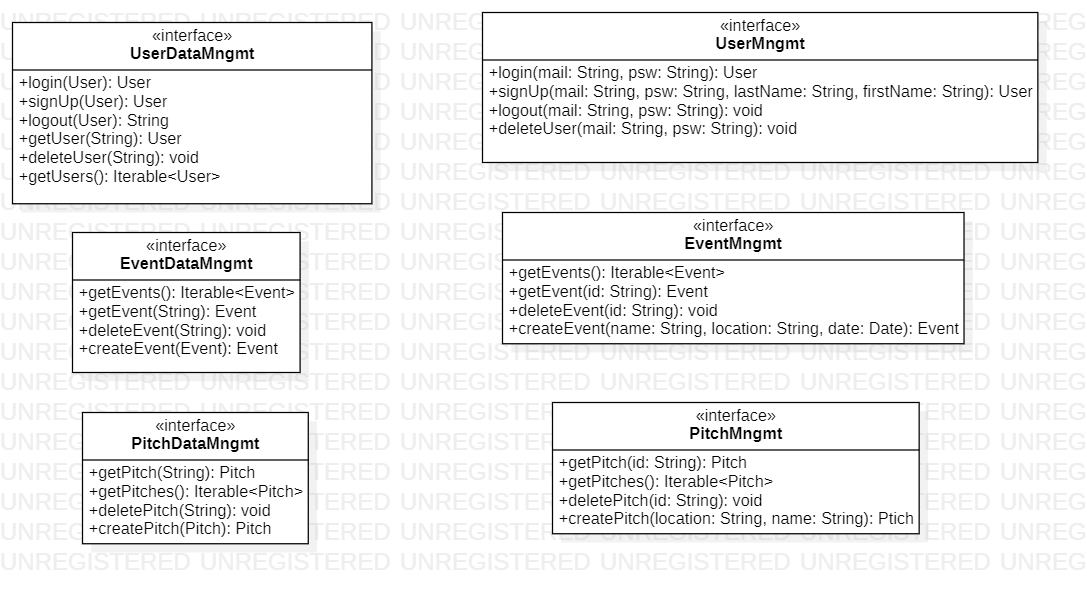 «interface»
UserDataMngmt
+login(User): User
+signUp(User): User
+logout(User): String
+getUser(String): User
+deleteUser(String): void
+getUsers(): Iterable<User>
«interface»
UserMngmt
+login(mail: String, psw: String): User
+signUp(mail: String, psw: String, lastName: String, firstName: String): User
+logout(mail: String, psw: String): void
+deleteUser(mail: String, psw: String): void
«interface»
EventDataMngmt
+getEvents(): Iterable<Event>
+getEvent(String): Event
+deleteEvent(String): void
+createEvent(Event): Event
«interface»
EventMngmt
+getEvents(): Iterable<Event>
+getEvent(id: String): Event
+deleteEvent(id: String): void
+createEvent(name: String, location: String, date: Date): Event
«interface»
PitchDataMngmt
+getPitch(String): Pitch
+getPitches(): Iterable<Pitch>
+deletePitch(String): void
+createPitch(Pitch): Pitch
«interface»
PitchMngmt
+getPitch(id: String): Pitch
+getPitches(): Iterable<Pitch>
+deletePitch(id: String): void
+createPitch(location: String, name: String): Ptich
UNREGISTERED UNREGISTERED UNREGISTERED UNREGISTERED UNREGISTERED UNREG